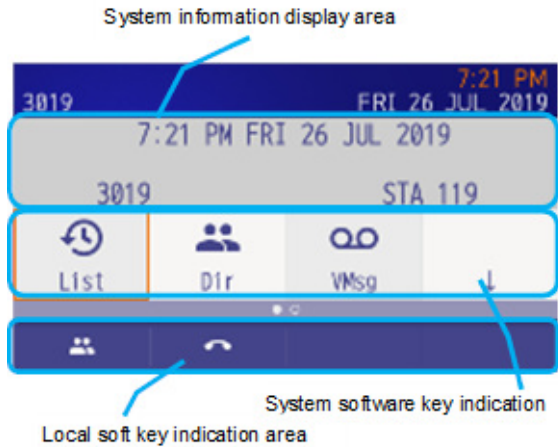 System information display area
7:21 PM
3019 FRI 26 JUL 2019
7:21 PM FRI 26 JUL 2019
3019 STA 119
List Dir VMsg ↓
System software key indication
Local soft key indication area